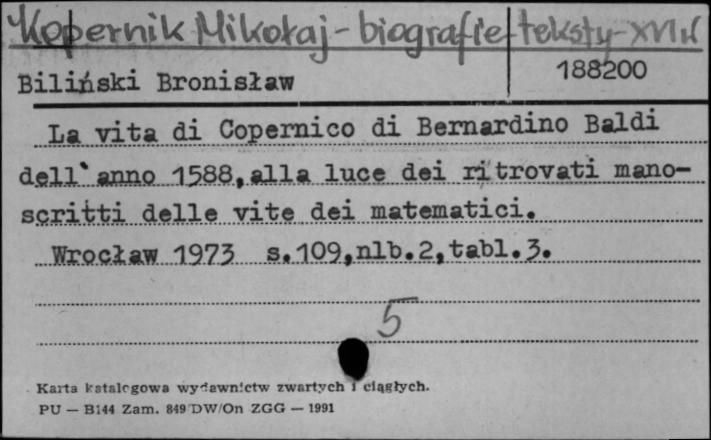 Kopernik Mikołaj - biografie - teksty - XVI w
Biliński Bronisław
188200
La vita di Copernico di Bernardino Baldi
dell`anno 1588,alla luce dei ritrovati mano-
scritti delle vite dei matematici.
Wrocław 1973 s.109,nlb.2,tabl.3.
5
Karta katalogowa wydawnictw zwartych i ciągłych.
PU — B144 Zam. 849 DW/On ZGG — 1991